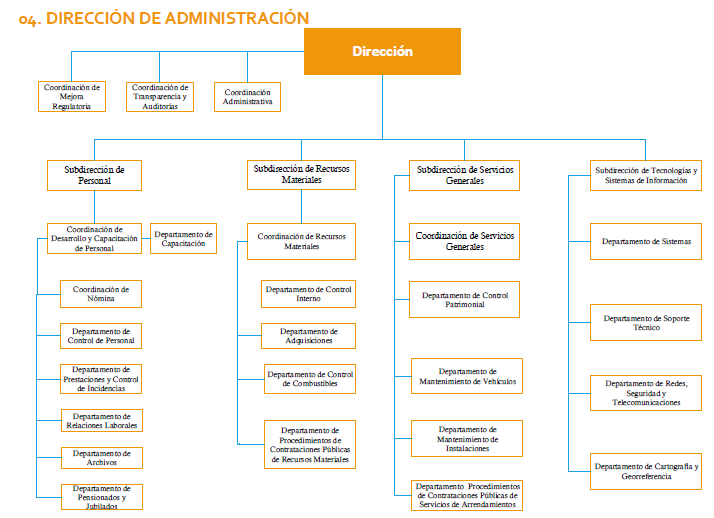 04. DIRECCIÓN DE ADMINISTRACIÓN
Dirección
Coordinación de
Mejora
Regulatoria
Coordinación de
Transparencia y
Auditorías
Coordinación
Administrativa
Subdirección de
Personal
Subdirección de Recursos
Materiales
Subdirección de Servicios
Generales
Subdirección de Tecnologías y
Sistemas de Información
Coordinación de
Desarrollo y Capacitación
de Personal
Departamento de
Capacitación
Coordinación de
Nómina
Departamento de
Control de Personal
Departamento de
Prestaciones y Control
de Incidencias
Departamento de
Relaciones Laborales
Departamento de
Archivos
Departamento de
Pensionados y
Jubilados
Coordinación de Recursos
Materiales
Departamento de Control
Interno
Departamento de
Adquisiciones
Departamento de Control
de Combustibles
Departamento de
Procedimientos de
Contrataciones Públicas
de Recursos Materiales
Coordinación de Servicios
Generales
Departamento de Control
Patrimonial
Departamento de
Mantenimiento de Vehículos
Departamento de
Mantenimiento de
Instalaciones
Departamento Procedimientos
de Contrataciones Públicas de
Servicios de Arrendamientos
Departamento de Sistemas
Departamento de Soporte
Técnico
Departamento de Redes,
Seguridad y
Telecomunicaciones
Departamento de Cartografía y
Georreferencia